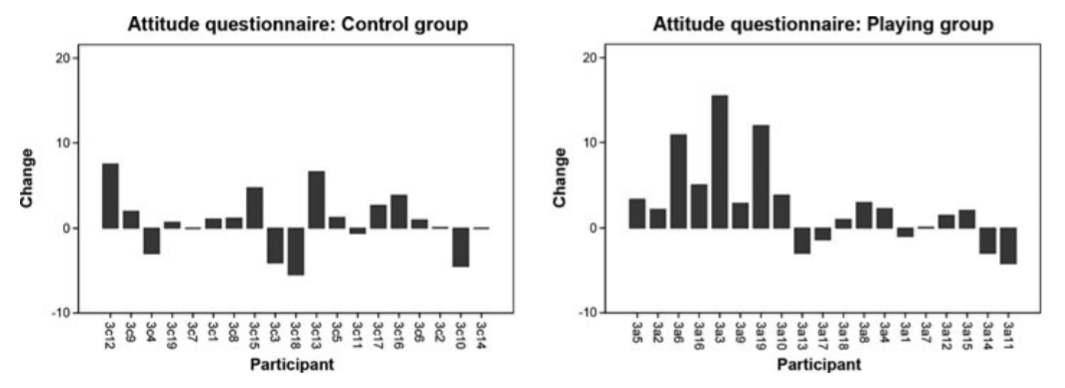 Attitude questionnaire: Control group
20
10
0
-10
Change
3c12
3c9
3c4
3c19
3c7
3c1
3c8
3c15
3c3
3c18
3c13
3c5
3c11
3c17
3c16
3c6
3c2
3c10
3c14
Participant
Attitude questionnaire: Playing group
20
10
0
-10
Change
3a5
3a2
3a6
3a16
3a3
3a9
3a19
3a10
3a13
3a17
3a18
3a8
3a4
3a1
3a7
3a12
3a15
3a14
3a11
Participant